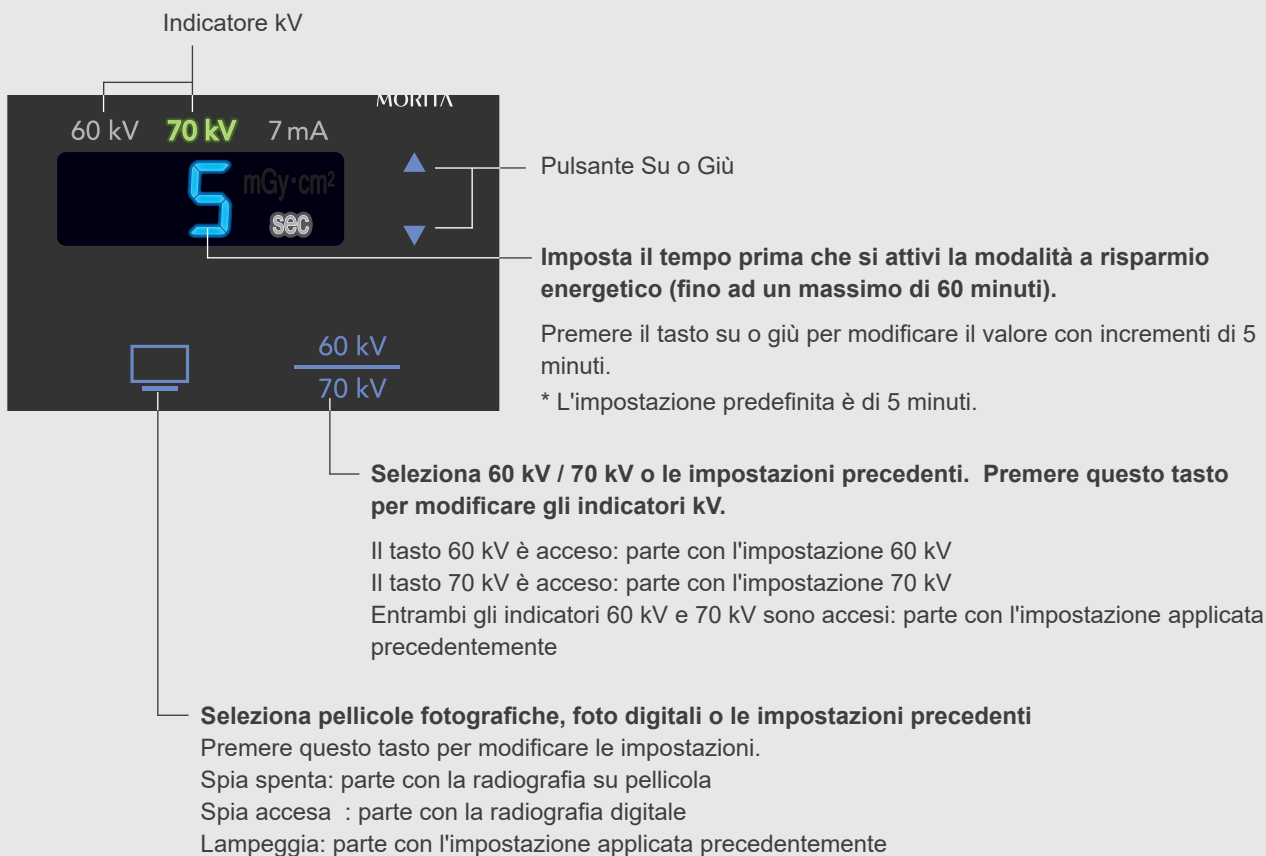 Indicatore kV
MORITA
60 kV 70 kV 7 mA
5 mGy·cm²
sec
Pulsante Su o Giù
Imposta il tempo prima che si attivi la modalità a risparmio
energetico (fino ad un massimo di 60 minuti).
Premere il tasto su o giù per modificare il valore con incrementi di 5
minuti.
* L'impostazione predefinita è di 5 minuti.
60 kV
70 kV
Seleziona 60 kV / 70 kV o le impostazioni precedenti. Premere questo tasto
per modificare gli indicatori kV.
Il tasto 60 kV è acceso: parte con l'impostazione 60 kV
Il tasto 70 kV è acceso: parte con l'impostazione 70 kV
Entrambi gli indicatori 60 kV e 70 kV sono accesi: parte con l'impostazione applicata
precedentemente
Seleziona pellicole fotografiche, foto digitali o le impostazioni precedenti
Premere questo tasto per modificare le impostazioni.
Spia spenta: parte con la radiografia su pellicola
Spia accesa : parte con la radiografia digitale
Lampeggia: parte con l'impostazione applicata precedentemente